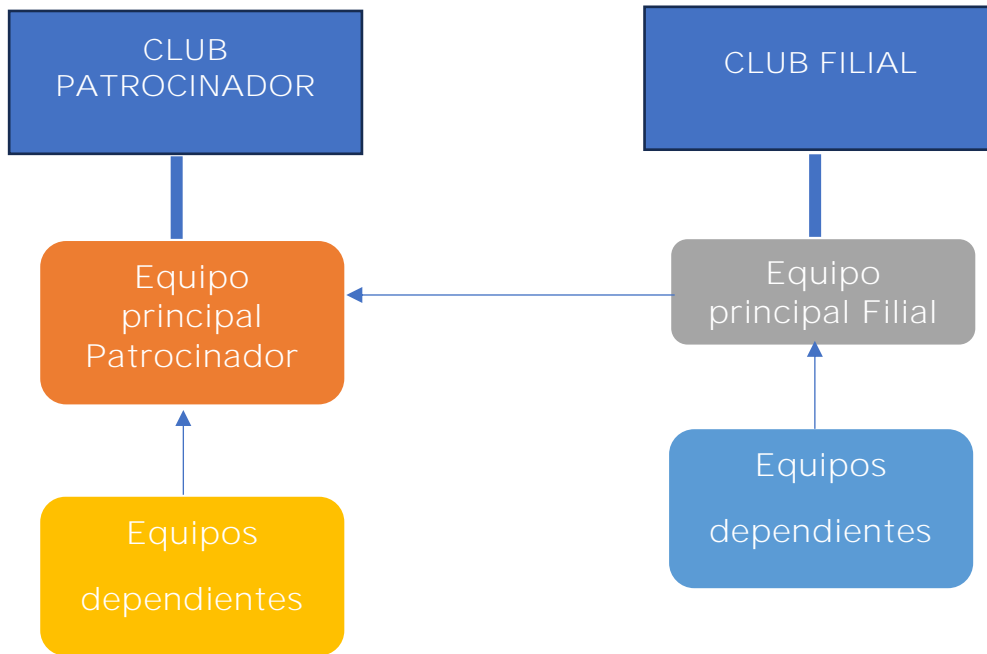 CLUB
PATROCINADOR
CLUB FILIAL
Equipo
principal
Patrocinador
Equipo
principal Filial
Equipos
dependientes
Equipos
dependientes